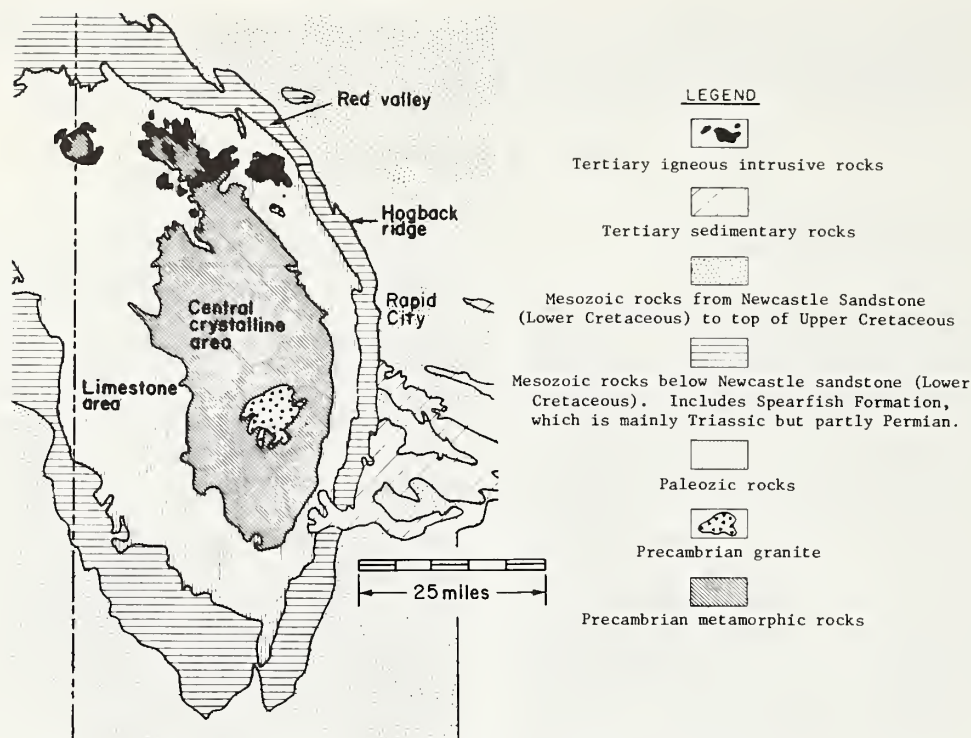 Red valley
Hogback
ridge
Rapid
City
Central
crystalline
area
Limestone
area
25 miles
LEGEND
Tertiary igneous intrusive rocks
Tertiary sedimentary rocks
Mesozoic rocks from Newcastle Sandstone
(Lower Cretaceous) to top of Upper Cretaceous
Mesozoic rocks below Newcastle sandstone (Lower
Cretaceous). Includes Spearfish Formation,
which is mainly Triassic but partly Permian.
Paleozic rocks
Precambrian granite
Precambrian metamorphic rocks